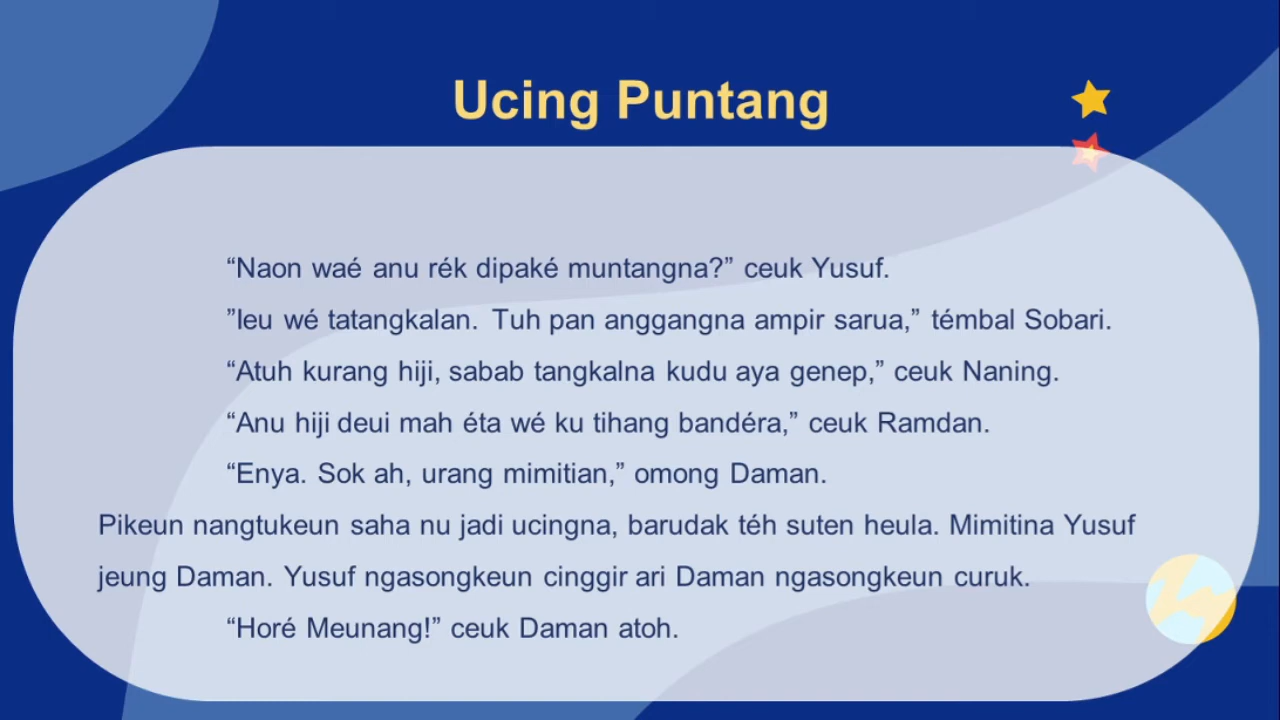 Ucing Puntang
“Naon waé anu rék dipaké muntangna?” ceuk Yusuf.
”Ieu wé tatangkalan. Tuh pan anggangna ampir sarua,” témbal Sobari.
“Atuh kurang hiji, sabab tangkalna kudu aya genep,” ceuk Naning.
“Anu hiji deui mah éta wé ku tihang bandéra,” ceuk Ramdan.
“Enya. Sok ah, urang mimitian,” omong Daman.
Pikeun nangtukeun saha nu jadi ucingna, barudak téh suten heula. Mimitina Yusuf
jeung Daman. Yusuf ngasongkeun cinggir ari Daman ngasongkeun curuk.
“Horé Meunang!” ceuk Daman atoh.